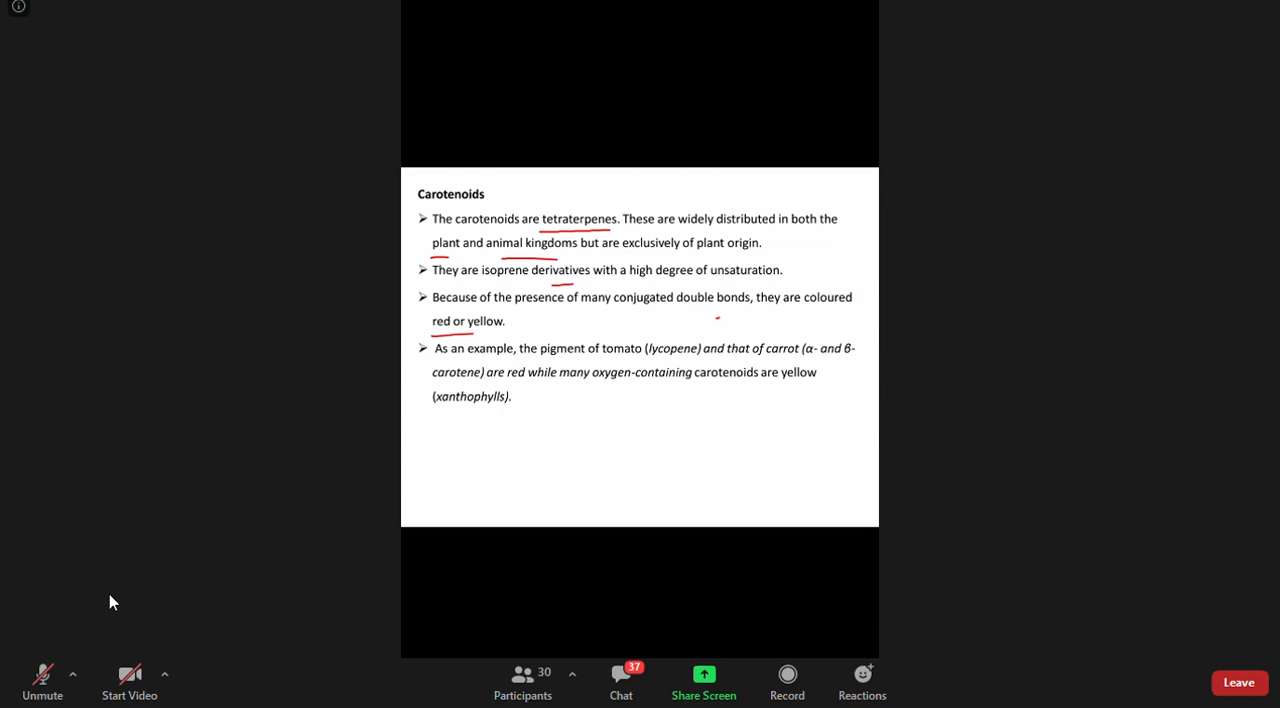 Carotenoids
➢ The carotenoids are tetraterpenes. These are widely distributed in both the
plant and animal kingdoms but are exclusively of plant origin.
➢ They are isoprene derivatives with a high degree of unsaturation.
➢ Because of the presence of many conjugated double bonds, they are coloured
red or yellow.
➢ As an example, the pigment of tomato (lycopene) and that of carrot (α- and β-
carotene) are red while many oxygen-containing carotenoids are yellow
(xanthophylls).
Unmute
Start Video
30
Participants
37
Chat
Share Screen
Record
Reactions
Leave